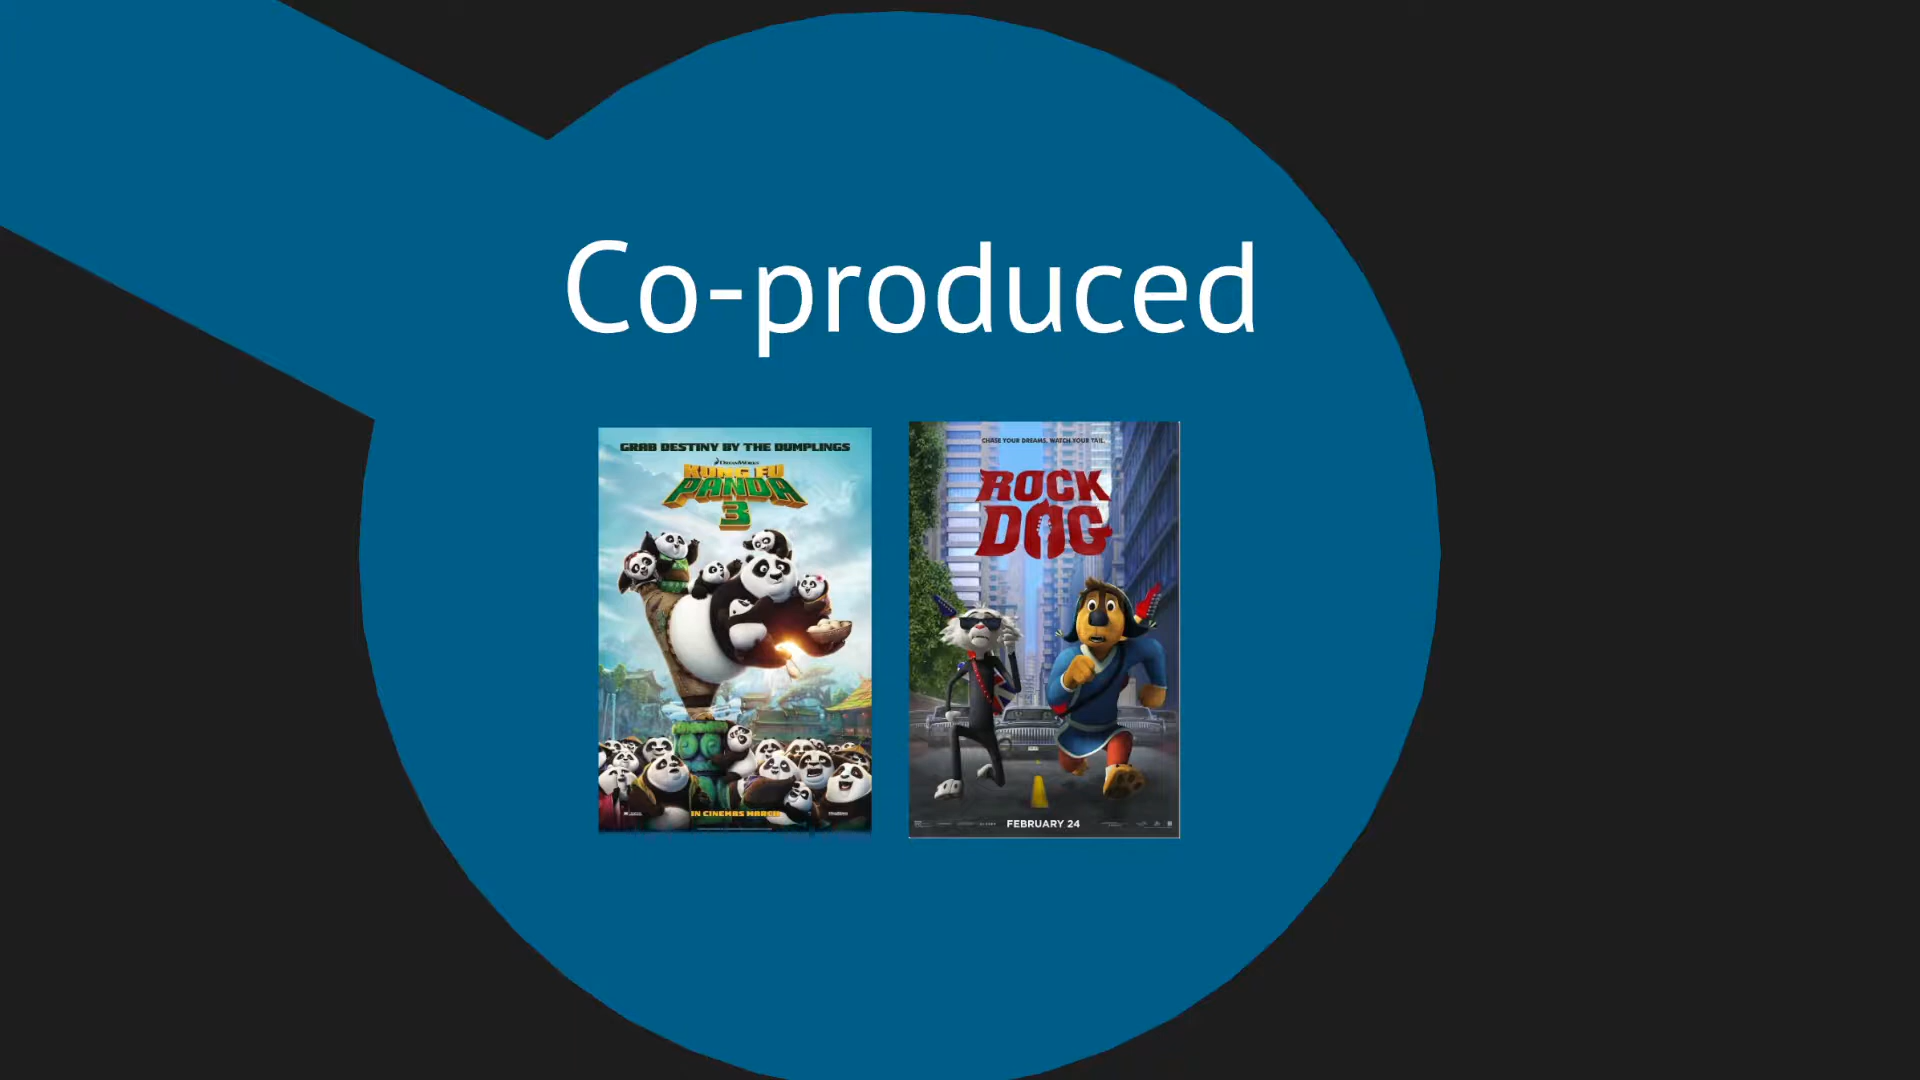 Co-produced
GRAB DESTINY BY THE DUMPLINGS
DREAMWORKS
KUNG FU
PANDA
3
IN CINEMAS MARCH
CHASE YOUR DREAMS. WATCH YOUR TAIL.
ROCK
DOG
FEBRUARY 24